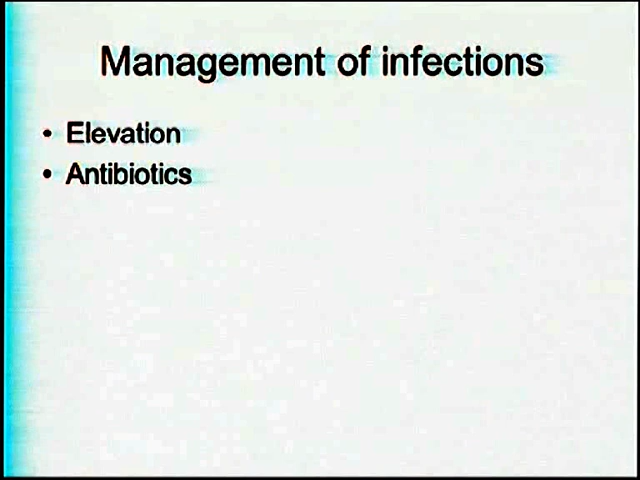 Management of infections
• Elevation
• Antibiotics